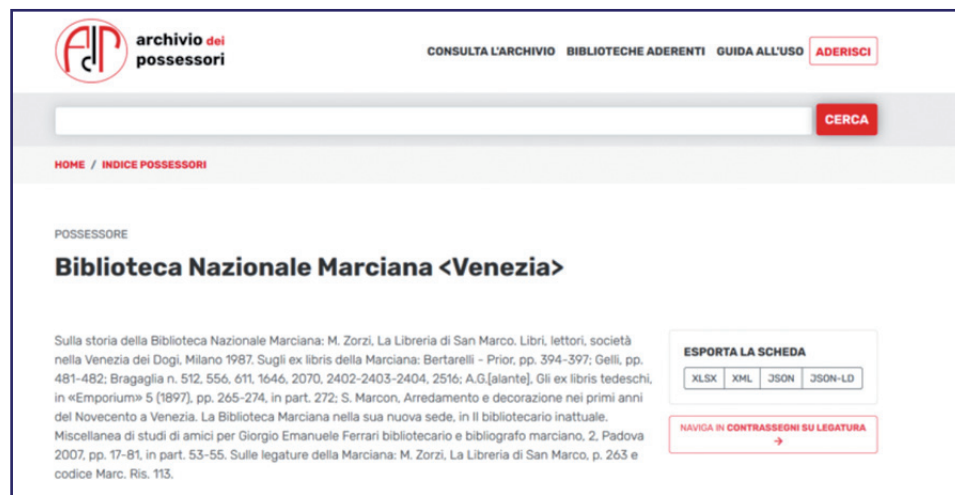 archivio dei
possessori
CONSULTA L'ARCHIVIO BIBLIOTECHE ADERENTI GUIDA ALL'USO ADERISCI
CERCA
HOME / INDICE POSSESSORI
POSSESSORE
Biblioteca Nazionale Marciana <Venezia>
Sulla storia della Biblioteca Nazionale Marciana: M. Zorzi, La Libreria di San Marco. Libri, lettori, società
nella Venezia dei Dogi, Milano 1987. Sugli ex libris della Marciana: Bertarelli - Prior, pp. 394-397; Gelli, pp.
481-482; Bragaglia n. 512, 556, 611, 1646, 2070, 2402-2403-2404, 2516; A.G.[alante], Gli ex libris tedeschi,
in «Emporium» 5 (1897), pp. 265-274, in part. 272; S. Marcon, Arredamento e decorazione nei primi anni
del Novecento a Venezia. La Biblioteca Marciana nella sua nuova sede, in Il bibliotecario inattuale.
Miscellanea di studi di amici per Giorgio Emanuele Ferrari bibliotecario e bibliografo marciano, 2, Padova
2007, pp. 17-81, in part. 53-55. Sulle legature della Marciana: M. Zorzi, La Libreria di San Marco, p. 263 e
codice Marc. Ris. 113.
ESPORTA LA SCHEDA
XLSX XML JSON JSON-LD
NAVIGA IN CONTRASSEGNI SU LEGATURA
→